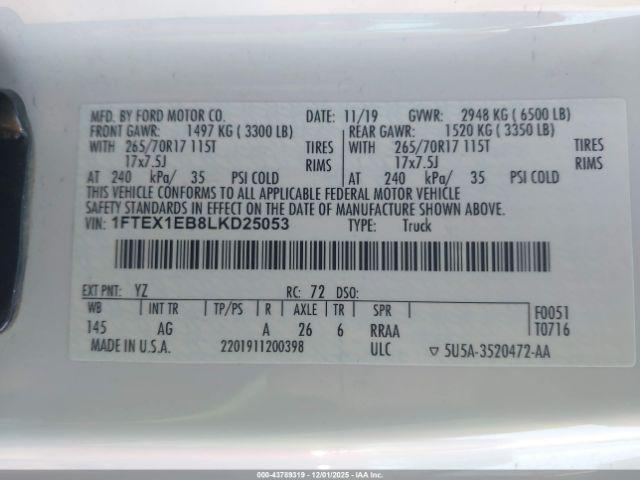 MFD. BY FORD MOTOR CO. DATE: 11/19 GVWR: 2948 KG ( 6500 LB)
FRONT GAWR: 1497 KG ( 3300 LB) REAR GAWR: 1520 KG ( 3350 LB)
WITH 265/70R17 115T TIRES WITH 265/70R17 115T TIRES
17x7.5J RIMS 17x7.5J RIMS
AT 240 kPa/ 35 PSI COLD AT 240 kPa/ 35 PSI COLD
THIS VEHICLE CONFORMS TO ALL APPLICABLE FEDERAL MOTOR VEHICLE
SAFETY STANDARDS IN EFFECT ON THE DATE OF MANUFACTURE SHOWN ABOVE.
VIN: 1FTEX1EB8LKD25053 TYPE: Truck
EXT PNT: YZ RC: 72 DSO:
WB INT TR TP/PS R AXLE TR SPR F0051
145 AG A 26 6 RRAA T0716
MADE IN U.S.A. 2201911200398 ULC ▽ 5U5A-3520472-AA
000-43789319 | 12/01/2025 - IAA Inc.